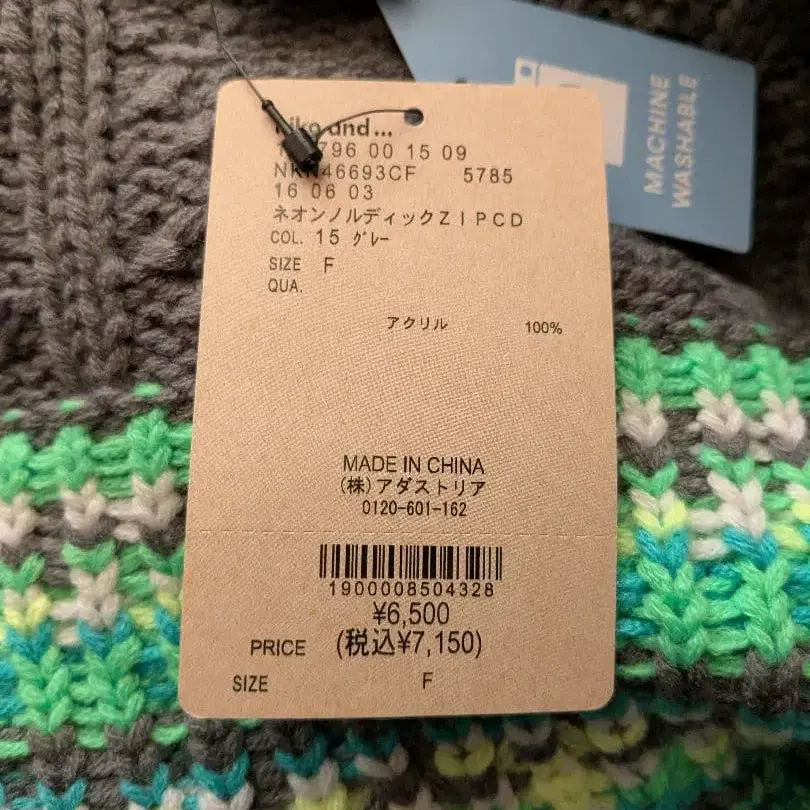 and...
796 00 15 09
NKN46693CF 5785
16 06 03
ネオンノルディックZIPCD
COL. 15 グレー
SIZE F
QUA.
アクリル 100%
MADE IN CHINA
(株)アダストリア
0120-601-162
1900008504328
¥6,500
PRICE (税込¥7,150)
SIZE F
MACHINE
WASHABLE